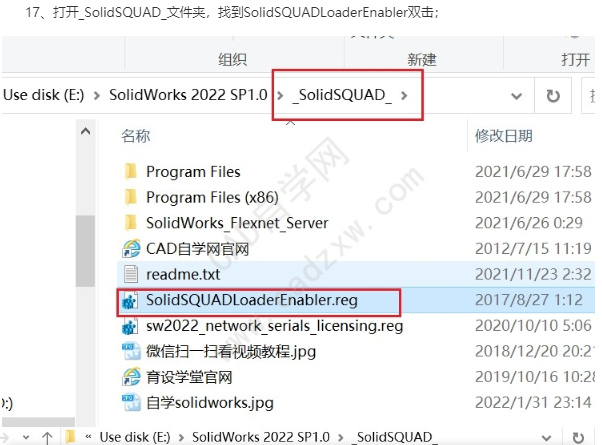 17、打开_SolidSQUAD_文件夹，找到SolidSQUADLoaderEnabler双击；
组织 新建 打开
Use disk (E:) SolidWorks 2022 SP1.0 _SolidSQUAD_
名称 修改日期
Program Files 2021/6/29 17:58
Program Files (x86) 2021/6/29 17:58
SolidWorks_Flexnet_Server 2021/6/26 0:29
CAD自学网官网 2012/7/15 11:19
readme.txt 2021/11/23 2:32
SolidSQUADLoaderEnabler.reg 2017/8/27 1:12
sw2022_network_serials_licensing.reg 2020/10/10 5:06
微信扫一扫看视频教程.jpg 2018/12/20 20:21
育设学堂官网 2019/10/16 10:28
自学solidworks.jpg 2022/1/31 23:14
« Use disk (E:) SolidWorks 2022 SP1.0 _SolidSQUAD_